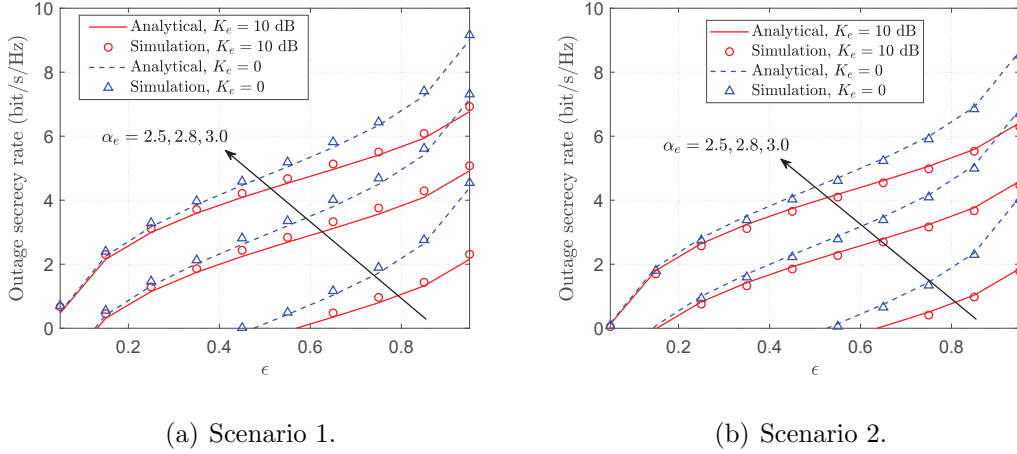 10
8
6
4
2
0
0.2
0.4
0.6
0.8
Outage secrecy rate (bit/s/Hz)
ϵ
Analytical, K_e = 10 dB
Simulation, K_e = 10 dB
Analytical, K_e = 0
Simulation, K_e = 0
α_e = 2.5, 2.8, 3.0
(a) Scenario 1.
10
8
6
4
2
0
0.2
0.4
0.6
0.8
Outage secrecy rate (bit/s/Hz)
ϵ
Analytical, K_e = 10 dB
Simulation, K_e = 10 dB
Analytical, K_e = 0
Simulation, K_e = 0
α_e = 2.5, 2.8, 3.0
(b) Scenario 2.